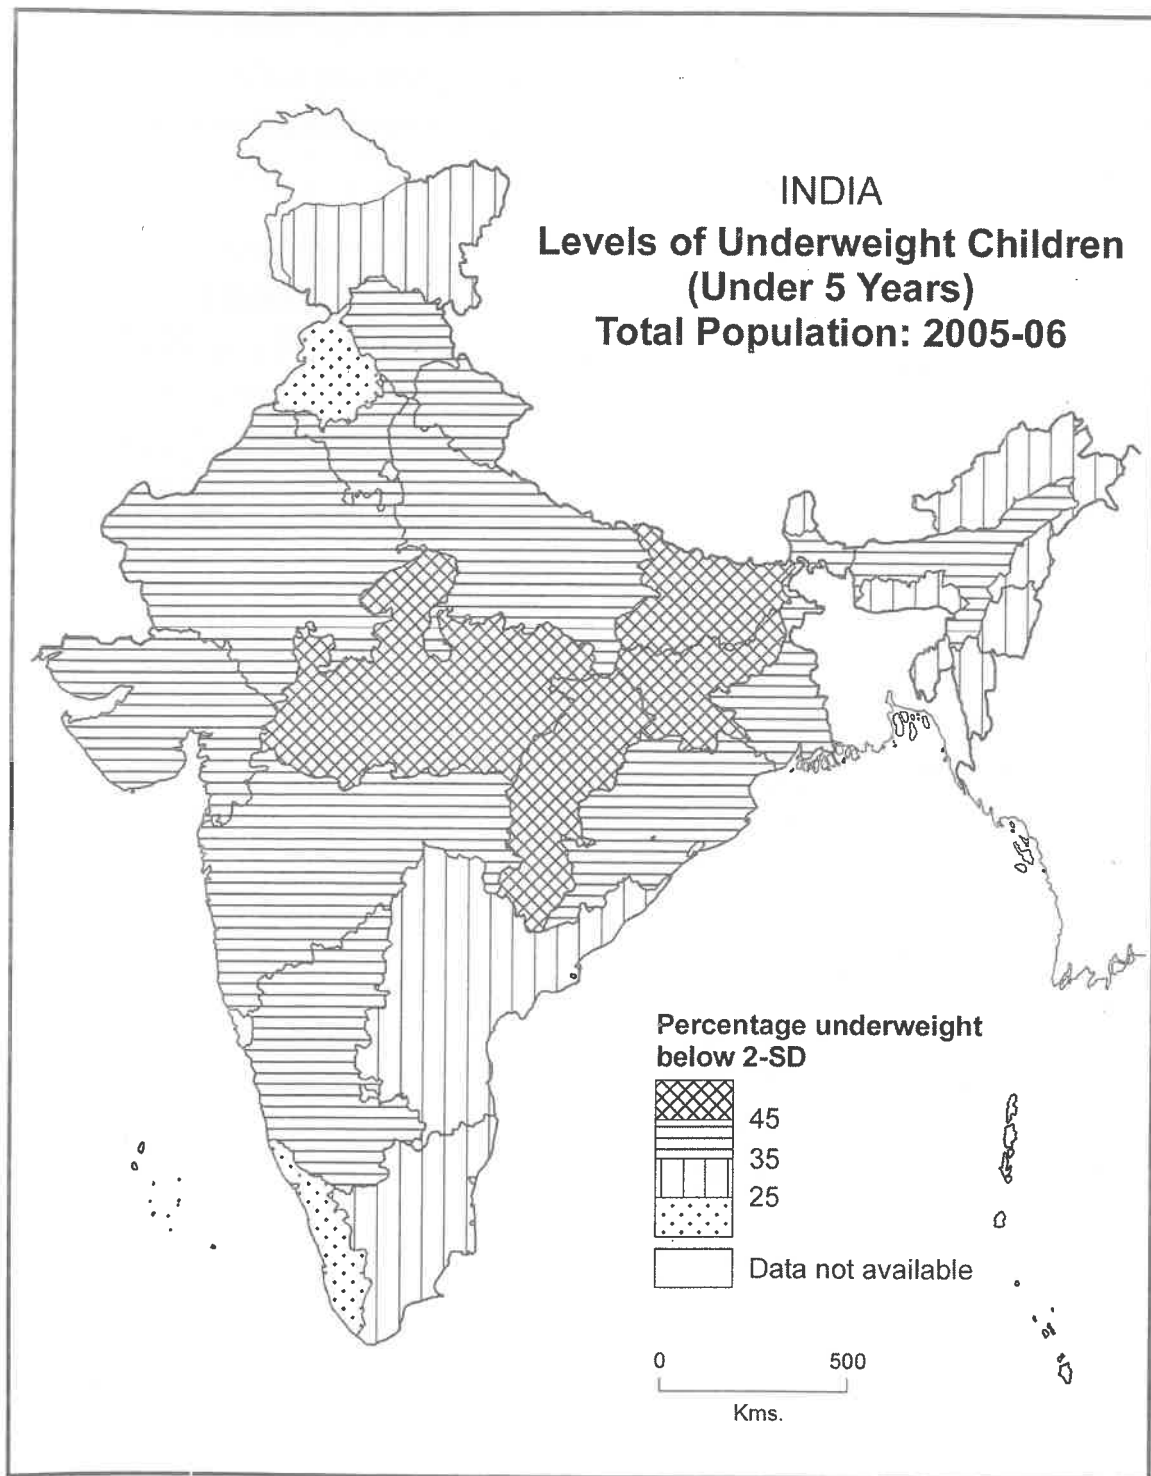 INDIA
Levels of Underweight Children
(Under 5 Years)
Total Population: 2005-06
Percentage underweight
below 2-SD
45
35
25
Data not available
0 500
Kms.